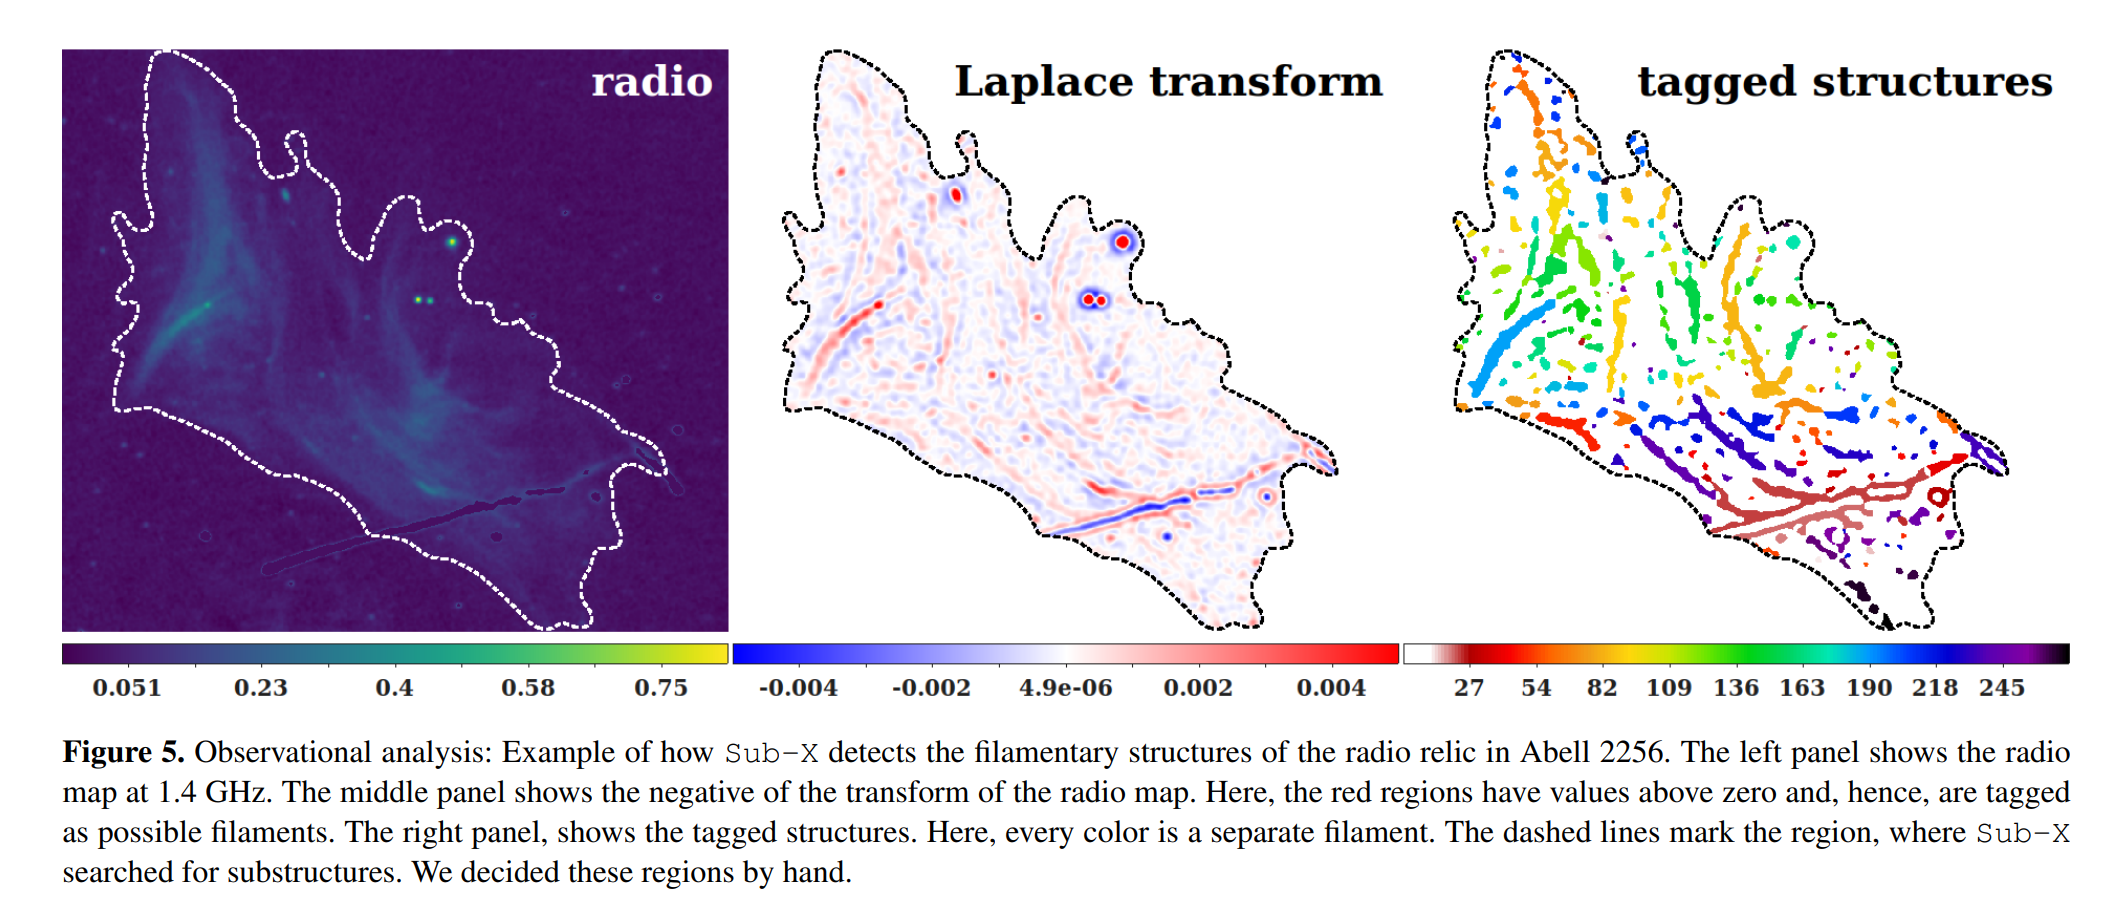 radio
Laplace transform
tagged structures
0.051 0.23 0.4 0.58 0.75
-0.004 -0.002 4.9e-06 0.002 0.004
27 54 82 109 136 163 190 218 245
Figure 5. Observational analysis: Example of how Sub-X detects the filamentary structures of the radio relic in Abell 2256. The left panel shows the radio
map at 1.4 GHz. The middle panel shows the negative of the transform of the radio map. Here, the red regions have values above zero and, hence, are tagged
as possible filaments. The right panel, shows the tagged structures. Here, every color is a separate filament. The dashed lines mark the region, where Sub-X
searched for substructures. We decided these regions by hand.